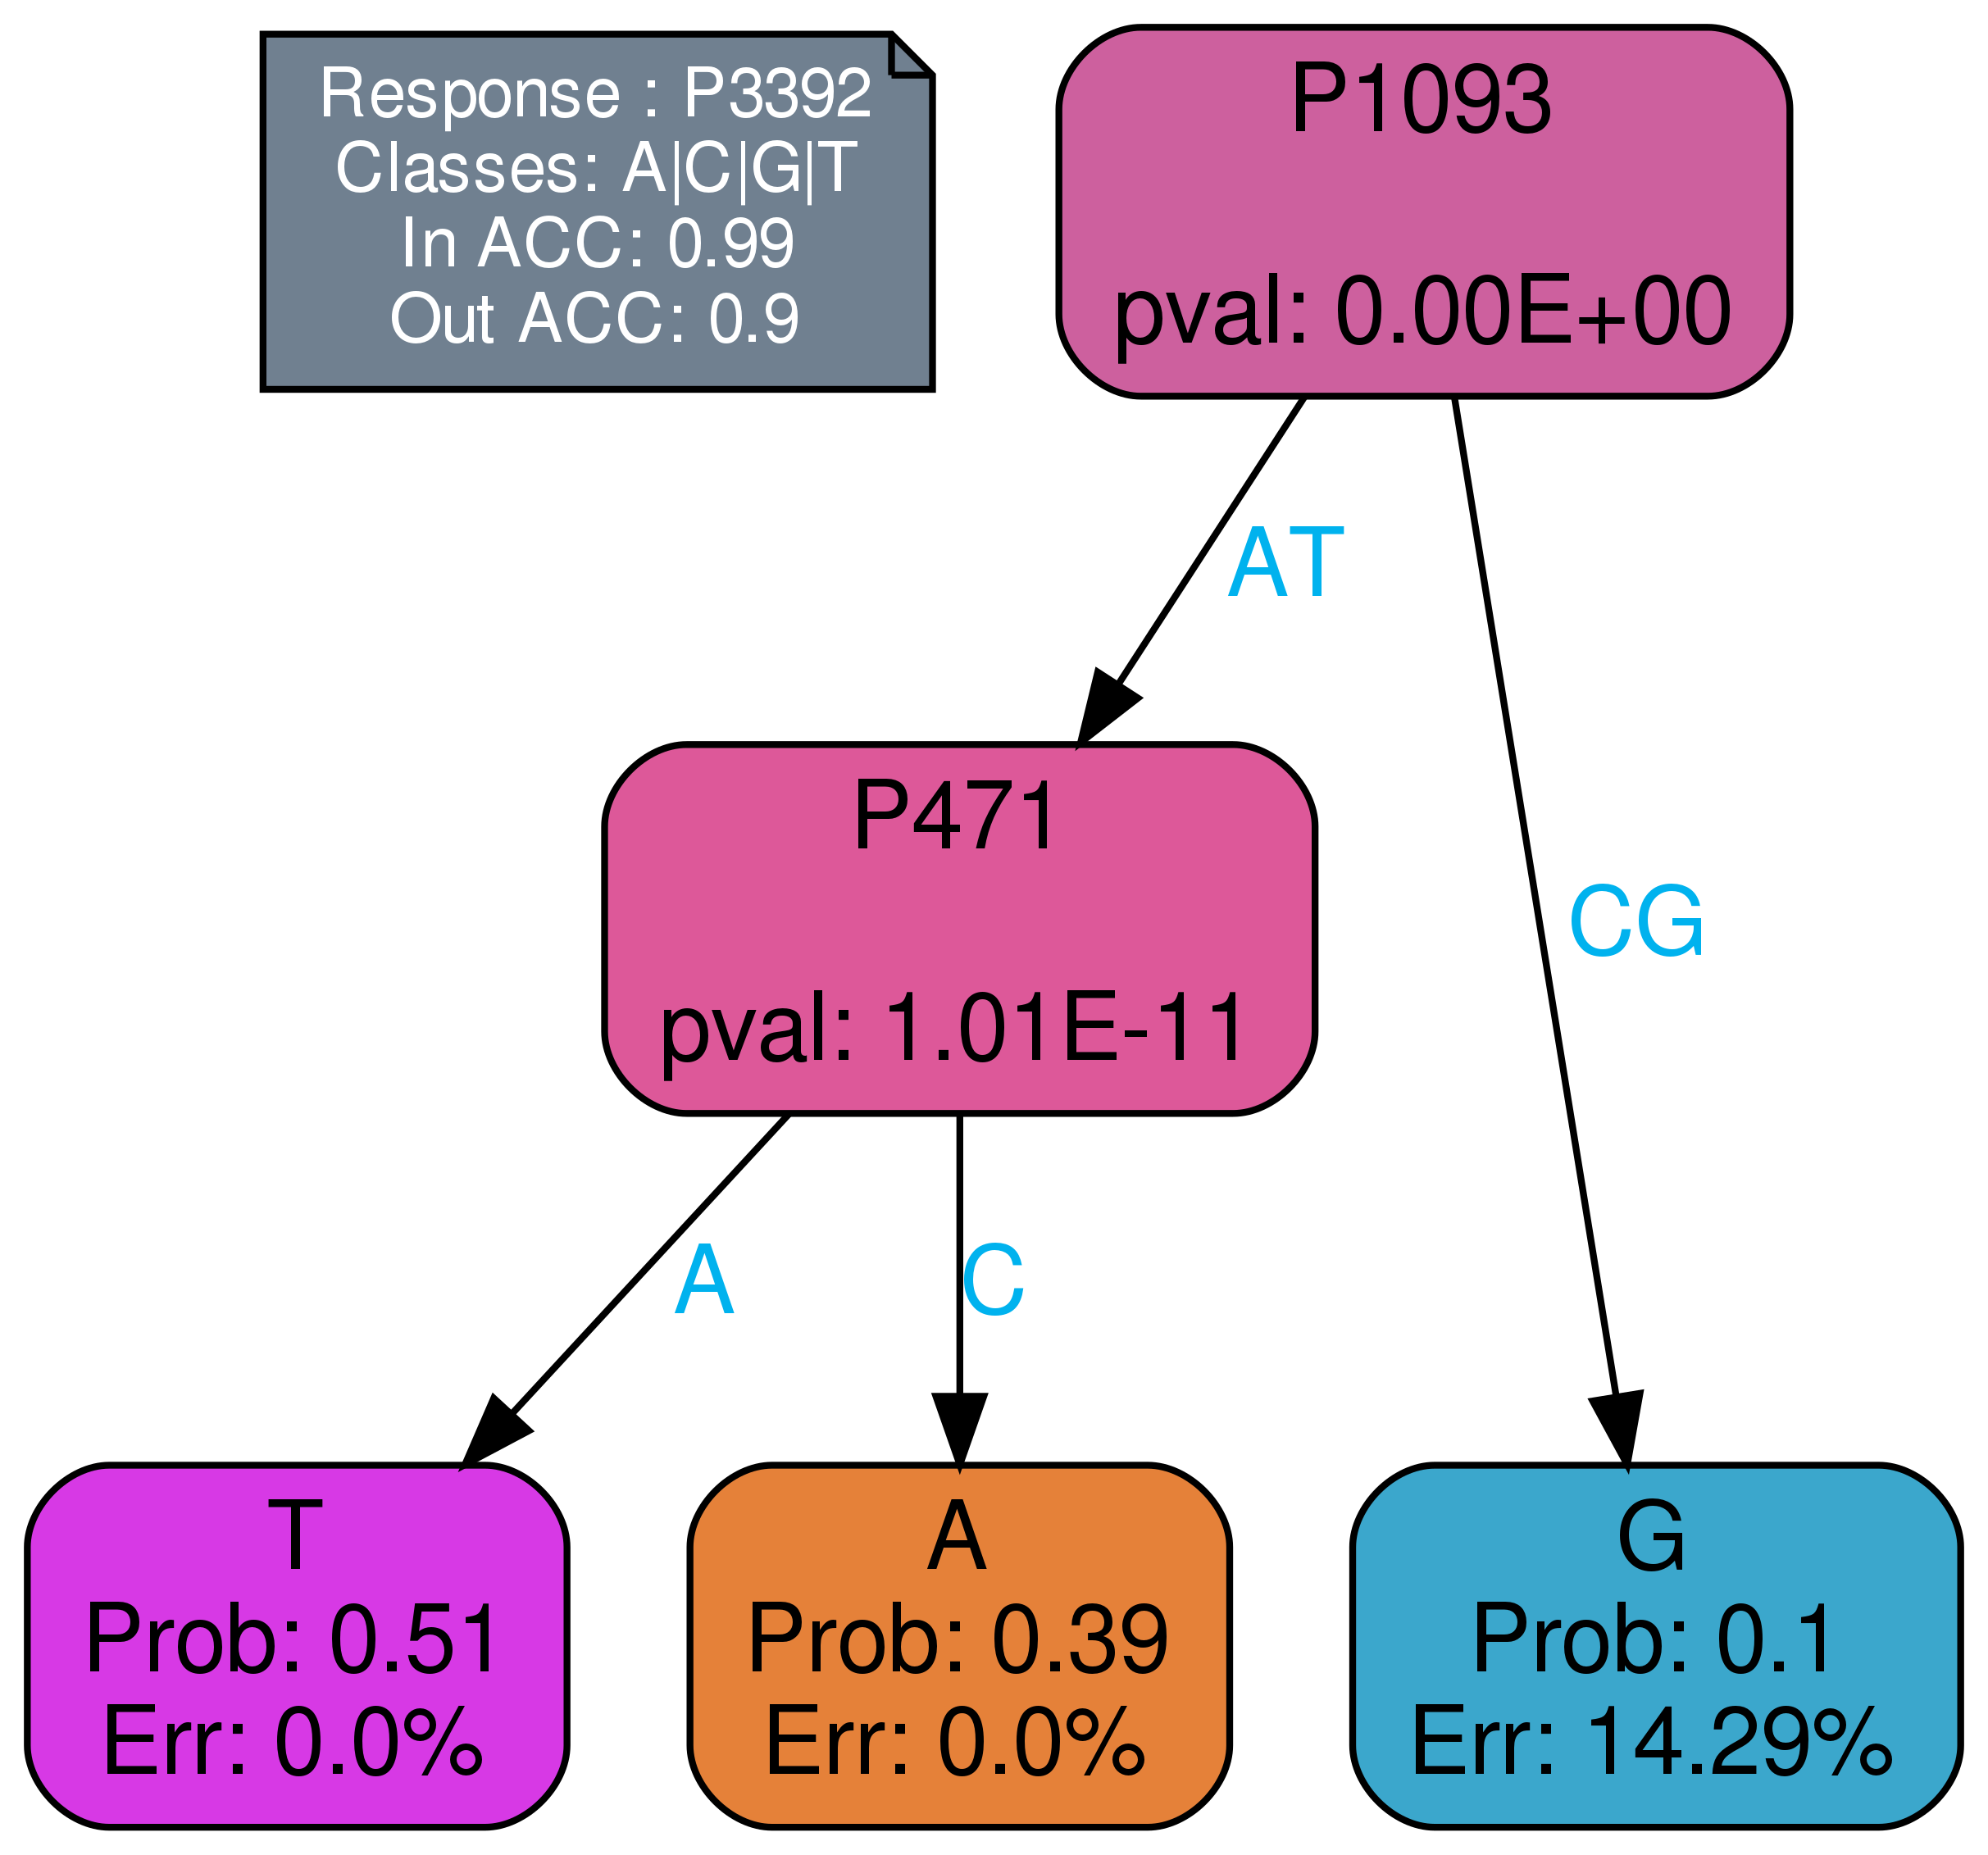 Response : P3392
Classes: A|C|G|T
In ACC: 0.99
Out ACC: 0.9
P1093
pval: 0.00E+00
AT
CG
P471
pval: 1.01E-11
A
C
T
Prob: 0.51
Err: 0.0%
A
Prob: 0.39
Err: 0.0%
G
Prob: 0.1
Err: 14.29%